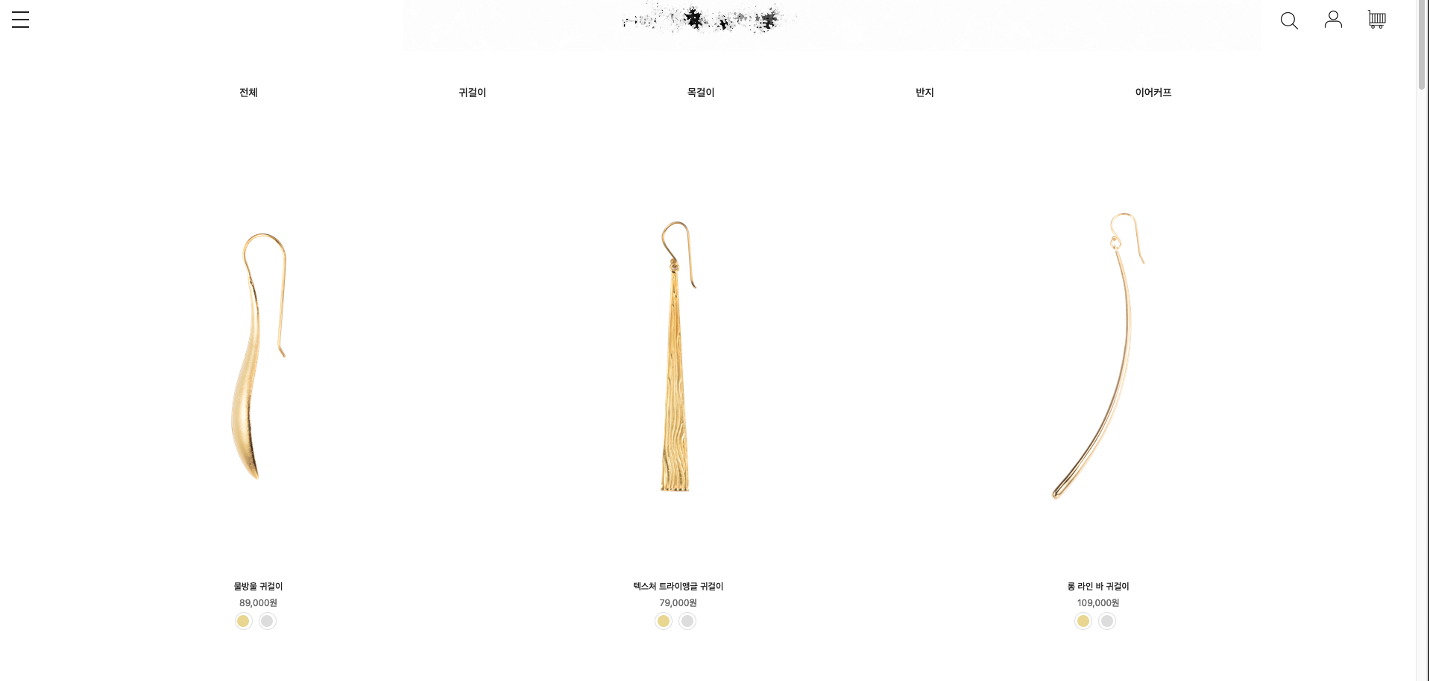 전체
귀걸이
목걸이
반지
이어커프
물방울 귀걸이
89,000원
텍스처 트라이앵글 귀걸이
79,000원
롱 라인 바 귀걸이
109,000원